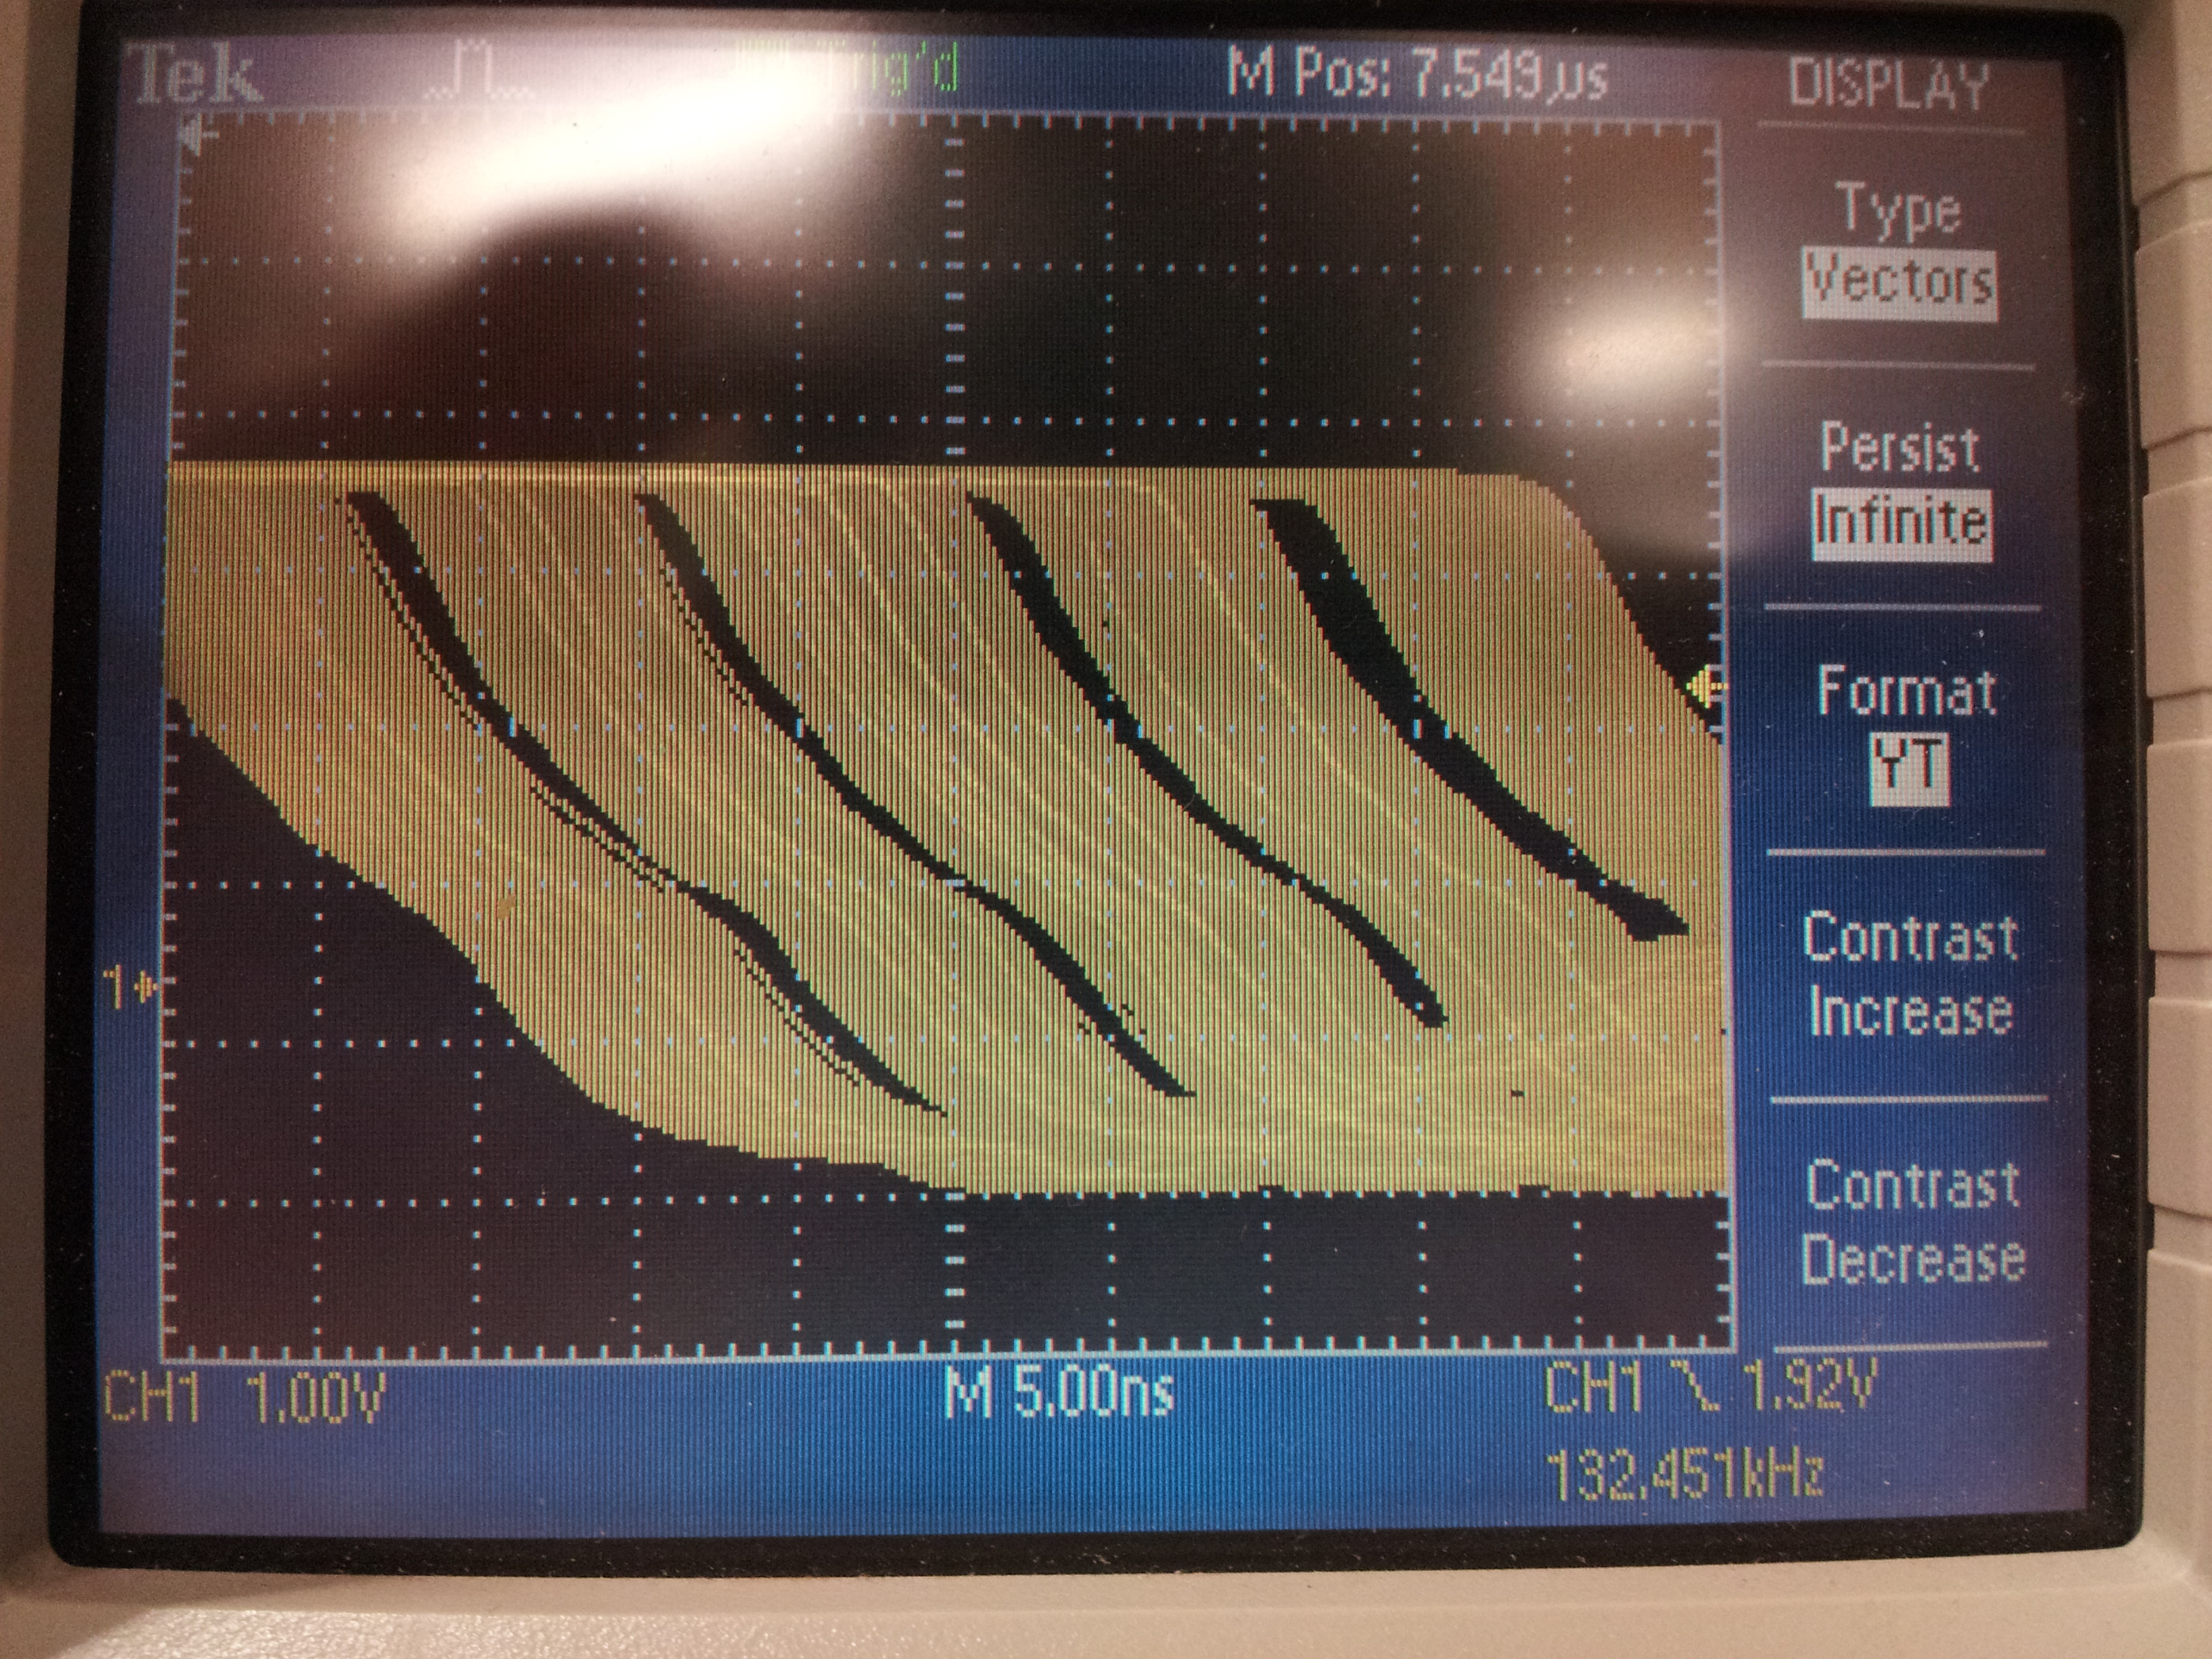 Tek Trig'd M Pos: 7.549µs DISPLAY
Type
Vectors
Persist
Infinite
Format
YT
Contrast
Increase
1
Contrast
Decrease
CH1 1.00V M 5.00ns CH1 1.92V
132.451kHz